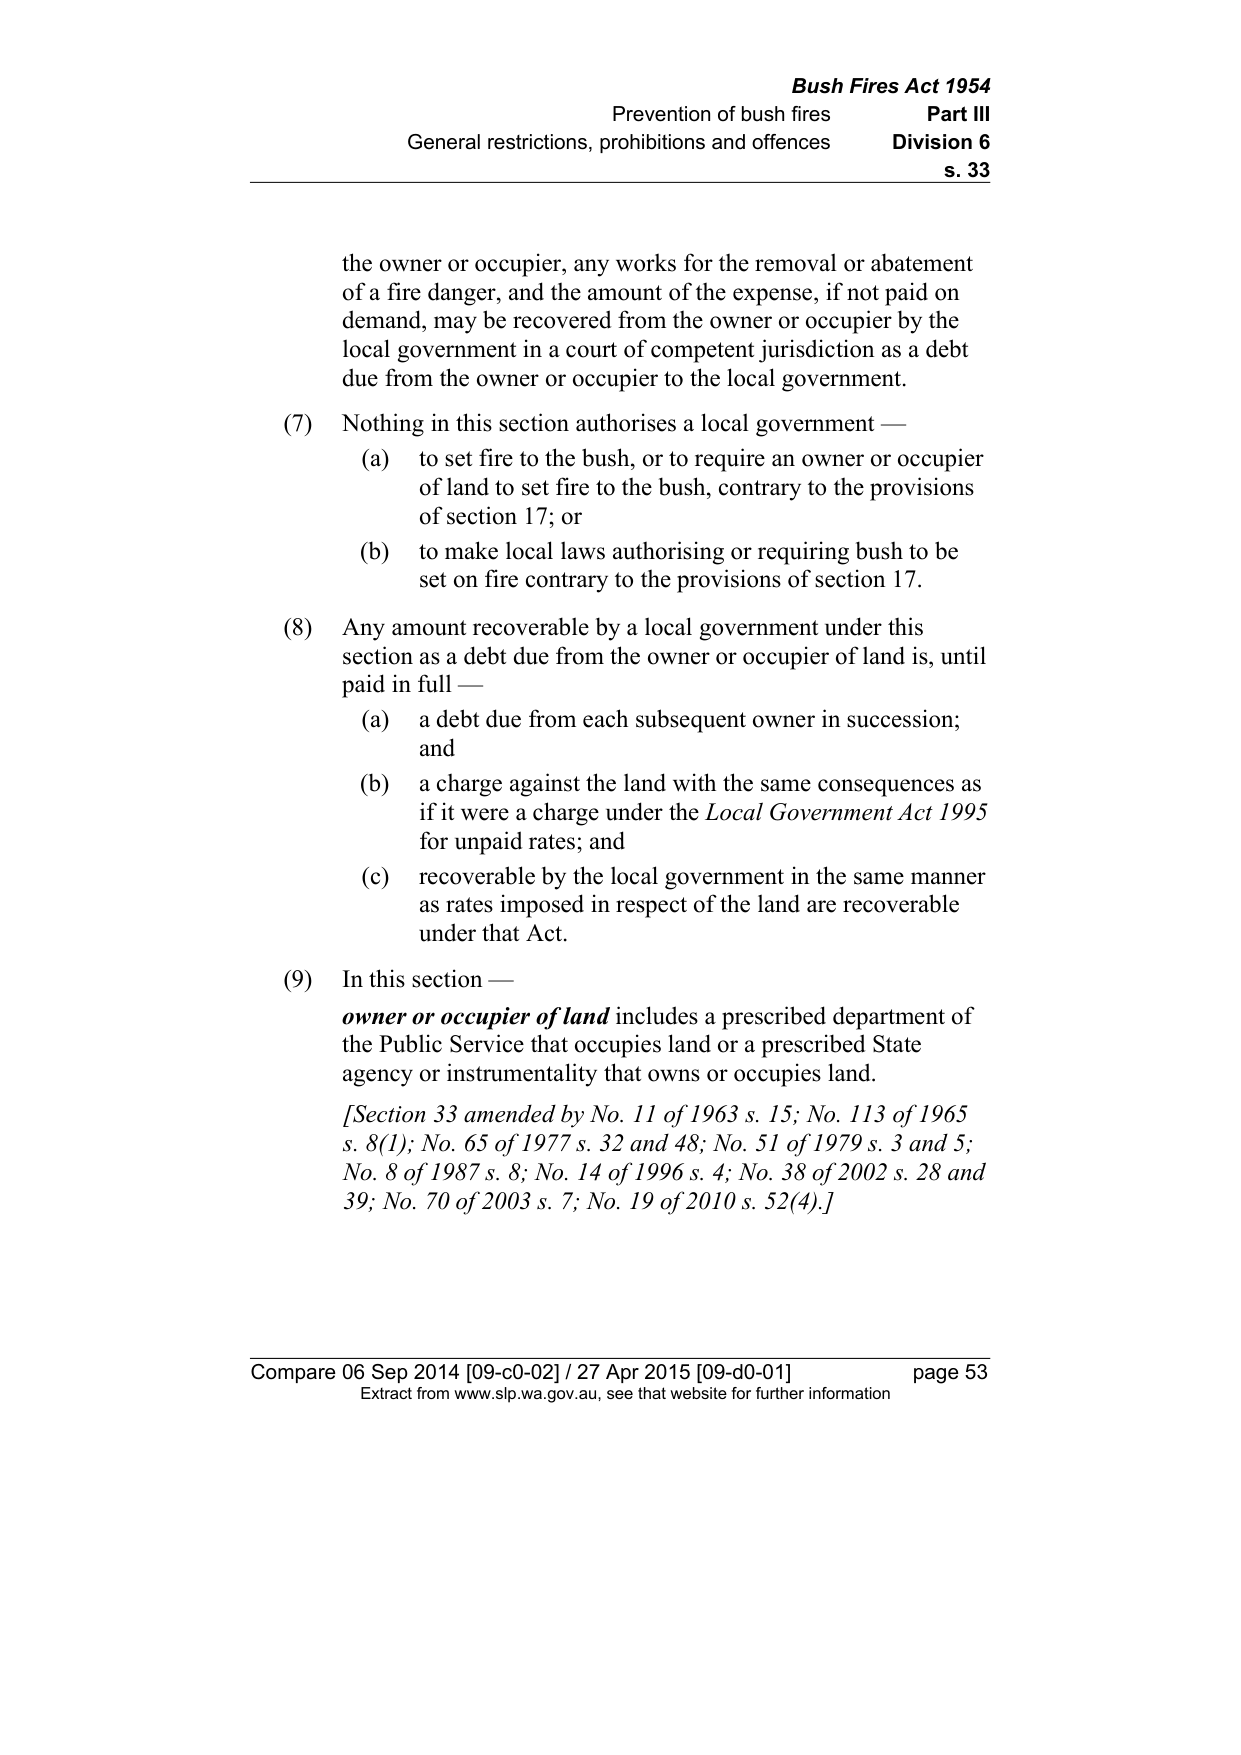 Bush Fires Act 1954
Prevention of bush fires Part III
General restrictions, prohibitions and offences Division 6
s. 33
the owner or occupier, any works for the removal or abatement
of a fire danger, and the amount of the expense, if not paid on
demand, may be recovered from the owner or occupier by the
local government in a court of competent jurisdiction as a debt
due from the owner or occupier to the local government.
(7) Nothing in this section authorises a local government —
(a) to set fire to the bush, or to require an owner or occupier
of land to set fire to the bush, contrary to the provisions
of section 17; or
(b) to make local laws authorising or requiring bush to be
set on fire contrary to the provisions of section 17.
(8) Any amount recoverable by a local government under this
section as a debt due from the owner or occupier of land is, until
paid in full —
(a) a debt due from each subsequent owner in succession;
and
(b) a charge against the land with the same consequences as
if it were a charge under the Local Government Act 1995
for unpaid rates; and
(c) recoverable by the local government in the same manner
as rates imposed in respect of the land are recoverable
under that Act.
(9) In this section —
owner or occupier of land includes a prescribed department of
the Public Service that occupies land or a prescribed State
agency or instrumentality that owns or occupies land.
[Section 33 amended by No. 11 of 1963 s. 15; No. 113 of 1965
s. 8(1); No. 65 of 1977 s. 32 and 48; No. 51 of 1979 s. 3 and 5;
No. 8 of 1987 s. 8; No. 14 of 1996 s. 4; No. 38 of 2002 s. 28 and
39; No. 70 of 2003 s. 7; No. 19 of 2010 s. 52(4).]
Compare 06 Sep 2014 [09-c0-02] / 27 Apr 2015 [09-d0-01] page 53
Extract from www.slp.wa.gov.au, see that website for further information